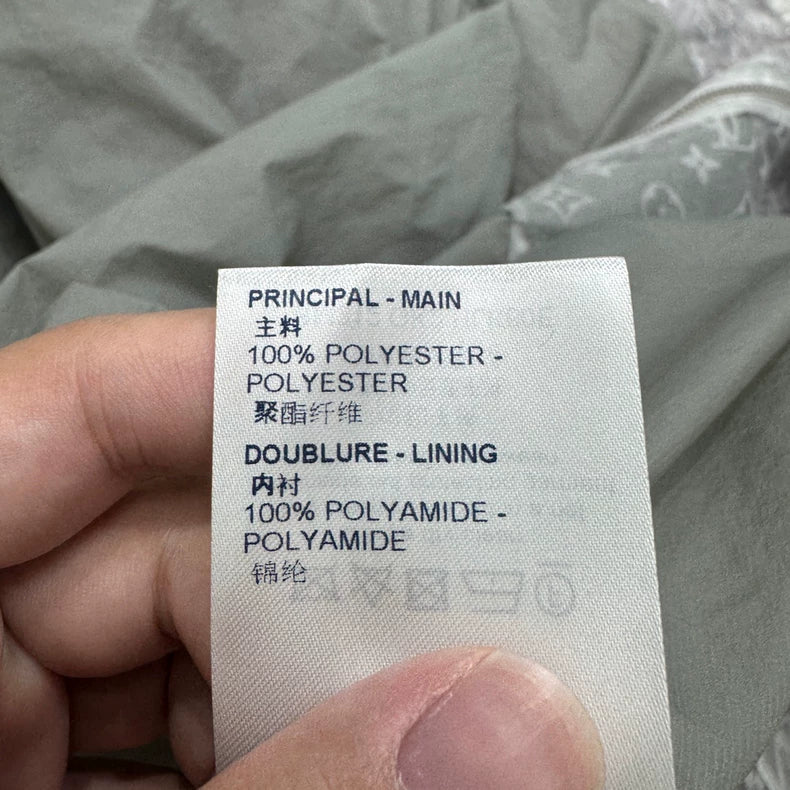 PRINCIPAL - MAIN
主料
100% POLYESTER -
POLYESTER
聚酯纤维
DOUBLURE - LINING
内衬
100% POLYAMIDE -
POLYAMIDE
锦纶